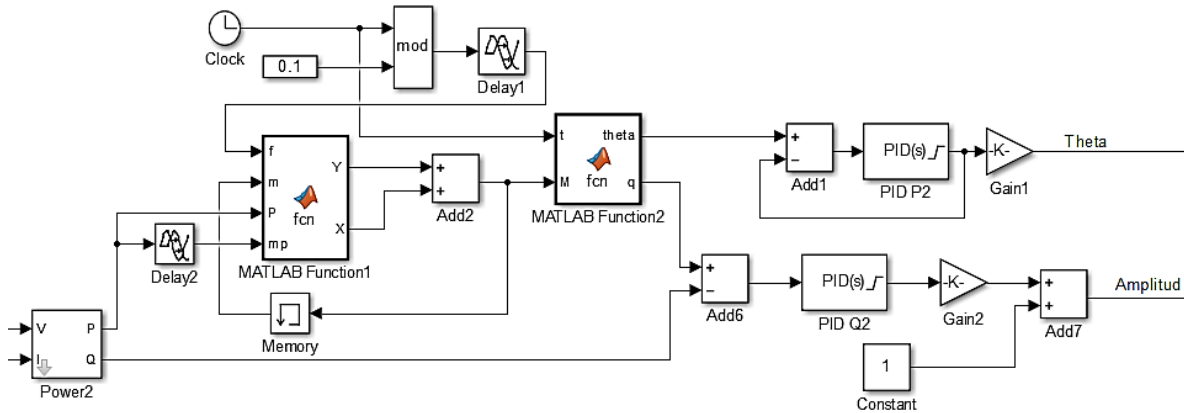 Clock
mod
0.1
Delay1
f
m
P
mp
fcn
Y
X
MATLAB Function1
Delay2
+
+
Add2
t
M
fcn
theta
q
MATLAB Function2
+
−
Add1
PID(s)
PID P2
-K-
Gain1
Theta
V
I
P
Q
Power2
Memory
+
−
Add6
PID(s)
PID Q2
-K-
Gain2
+
+
Add7
Amplitud
1
Constant